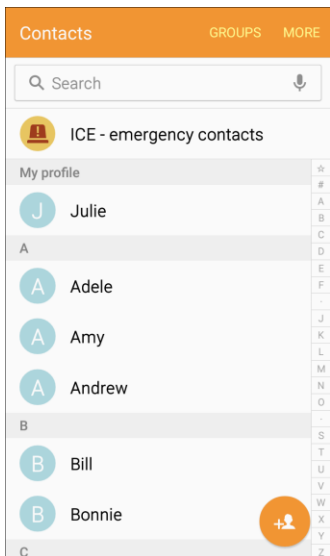 Contacts GROUPS MORE
Search
ICE - emergency contacts
My profile
J Julie
A
A Adele
A Amy
A Andrew
B
B Bill
B Bonnie
C
☆
#
A
B
C
D
E
F
·
J
K
L
M
N
O
·
S
T
U
V
W
X
Y
Z